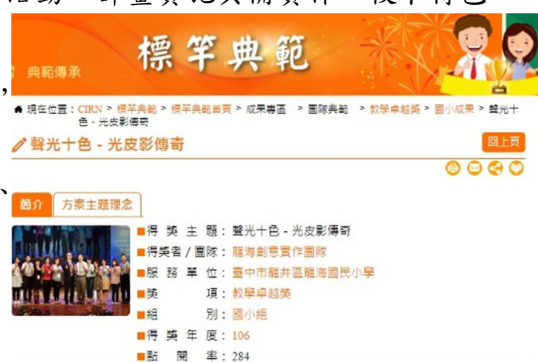 標竿典範
典範傳承
現在位置：CIRN > 標竿典範 > 標竿典範首頁 > 成果專區 > 團隊典範 > 教學卓越獎 > 國小成果 > 聲光十
色 - 光皮影傳奇
聲光十色 - 光皮影傳奇
回上頁
簡介 方案主題理念
■得獎主題：聲光十色 - 光皮影傳奇
■得獎者 / 團隊：龍海創意實作團隊
■服務單位：臺中市龍井區龍海國民小學
■獎項：教學卓越獎
■組別：國小組
■得獎年度：106
■點閱率：284